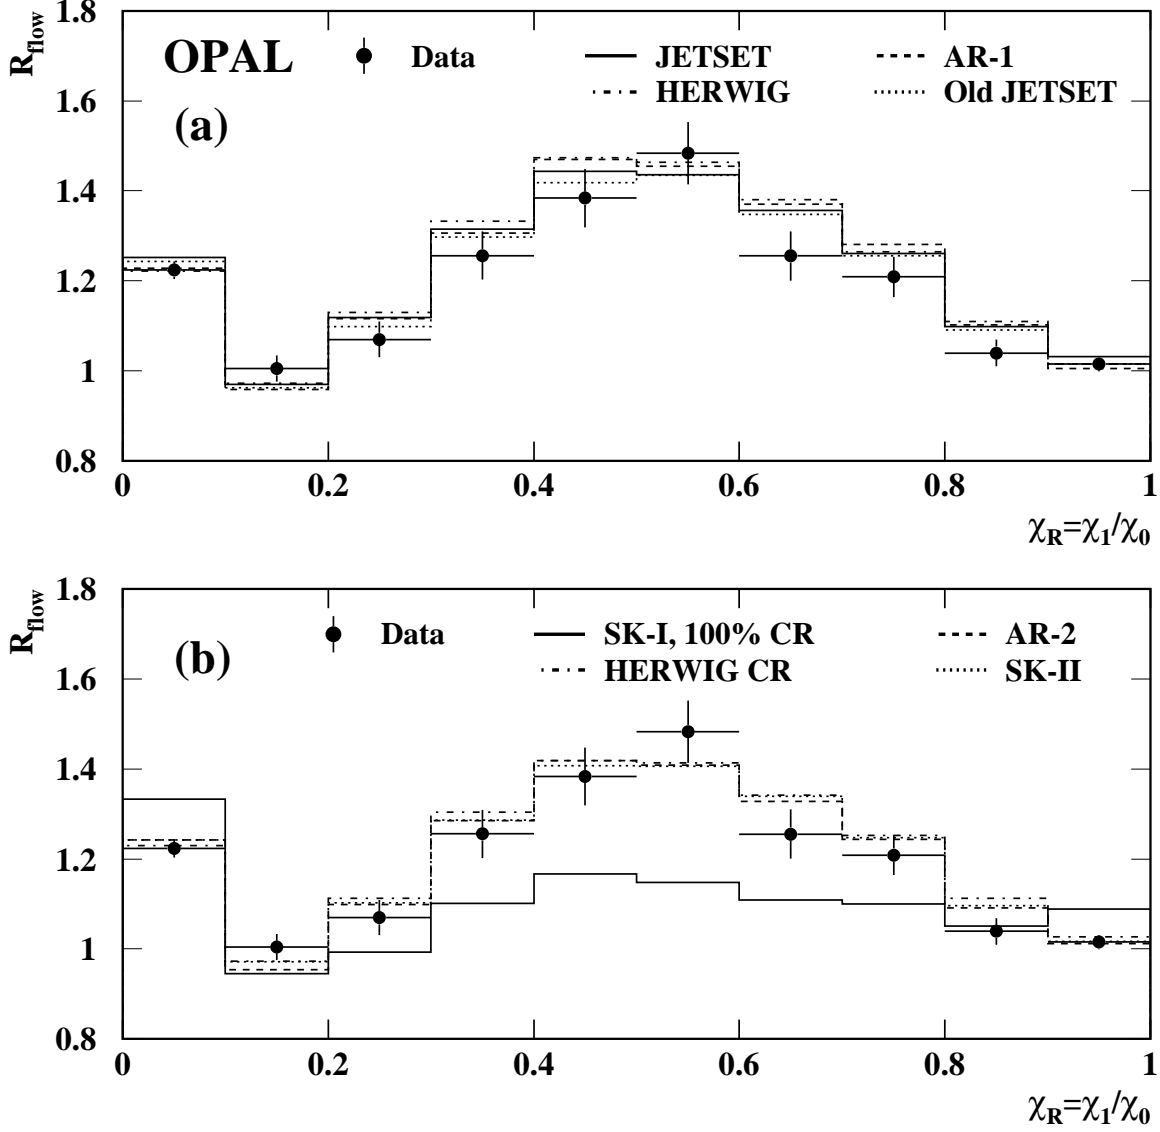 R_flow
1.8
1.6
1.4
1.2
1
0.8
OPAL
Data JETSET AR-1
HERWIG Old JETSET
(a)
0 0.2 0.4 0.6 0.8 1
χ_R=χ_1/χ_0
R_flow
1.8
1.6
1.4
1.2
1
0.8
Data SK-I, 100% CR AR-2
HERWIG CR SK-II
(b)
0 0.2 0.4 0.6 0.8 1
χ_R=χ_1/χ_0